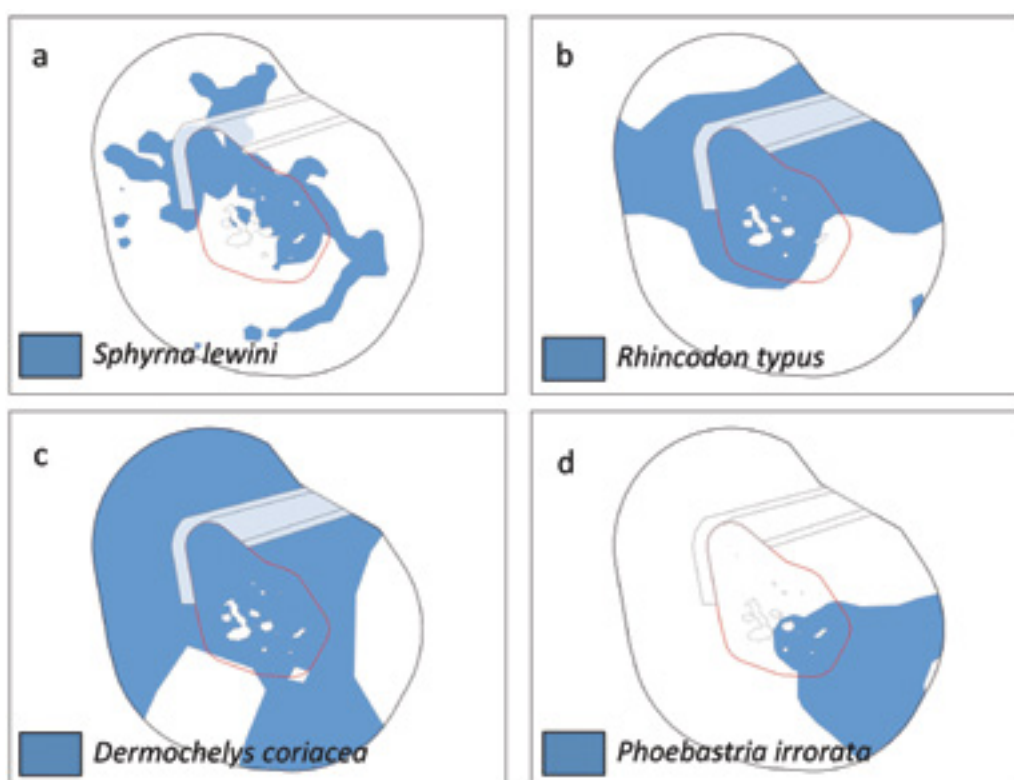 a
Sphyrna lewini
b
Rhincodon typus
c
Dermochelys coriacea
d
Phoebastria irrorata